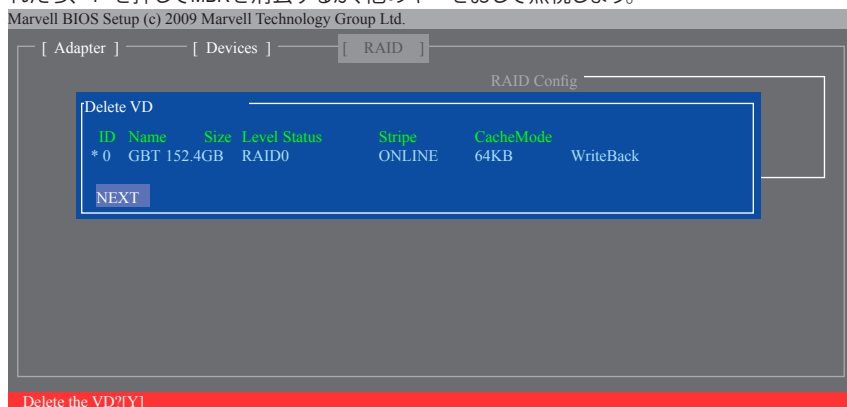 Marvell BIOS Setup (c) 2009 Marvell Technology Group Ltd.
[ Adapter ] [ Devices ] [ RAID ]
RAID Config
Delete VD
ID Name Size Level Status Stripe CacheMode
* 0 GBT 152.4GB RAID0 ONLINE 64KB WriteBack
NEXT
Delete the VD?[Y]